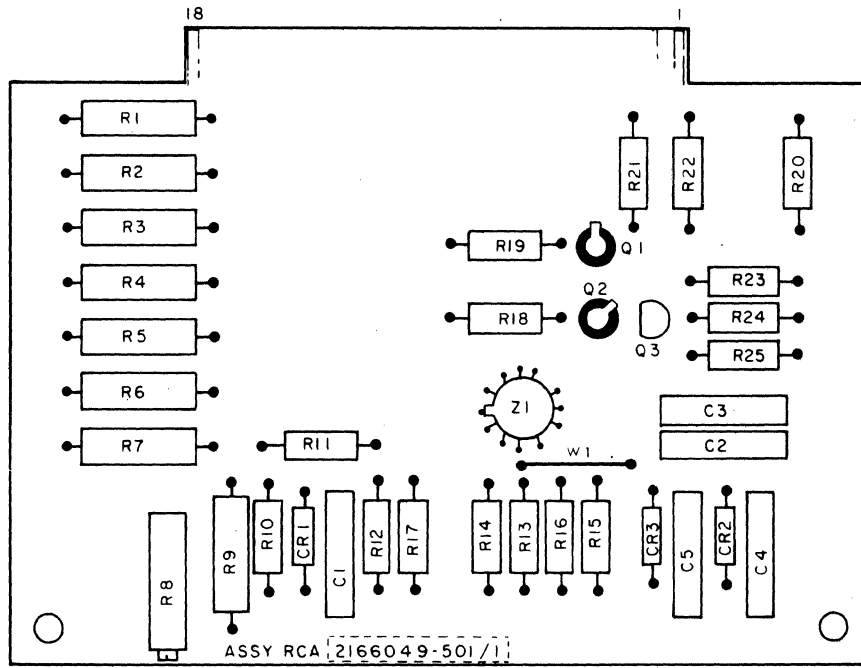 18 1
R1
R2
R3
R4
R5
R6
R7
R21 R22 R20
R19 Q1
R23
Q2
R18 R24
Q3
R25
Z1 C3
C2
R11 W1
R8 R9 R10 CR1 C1 R12 R17 R14 R13 R16 R15 CR3 C5 CR2 C4
ASSY RCA 2166049-501/1